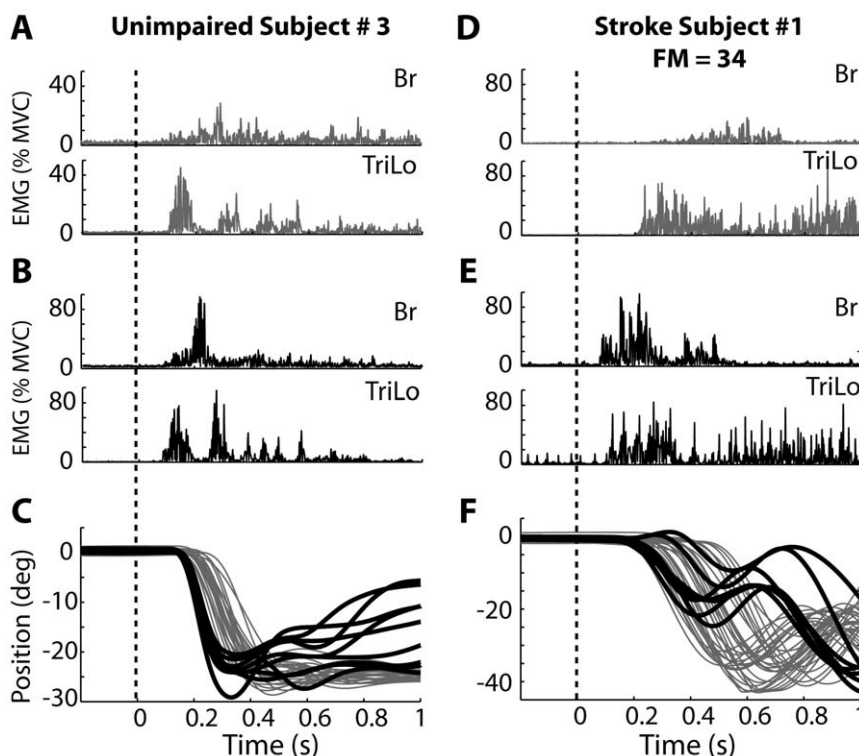 A Unimpaired Subject # 3
Br
40
0
TriLo
40
0
EMG (% MVC)
B
Br
80
0
TriLo
80
0
EMG (% MVC)
C
0
-10
-20
-30
Position (deg)
0 0.2 0.4 0.6 0.8 1
Time (s)
D Stroke Subject #1
FM = 34
Br
80
0
TriLo
80
0
E
Br
80
0
TriLo
80
0
F
0
-20
-40
0 0.2 0.4 0.6 0.8 1
Time (s)